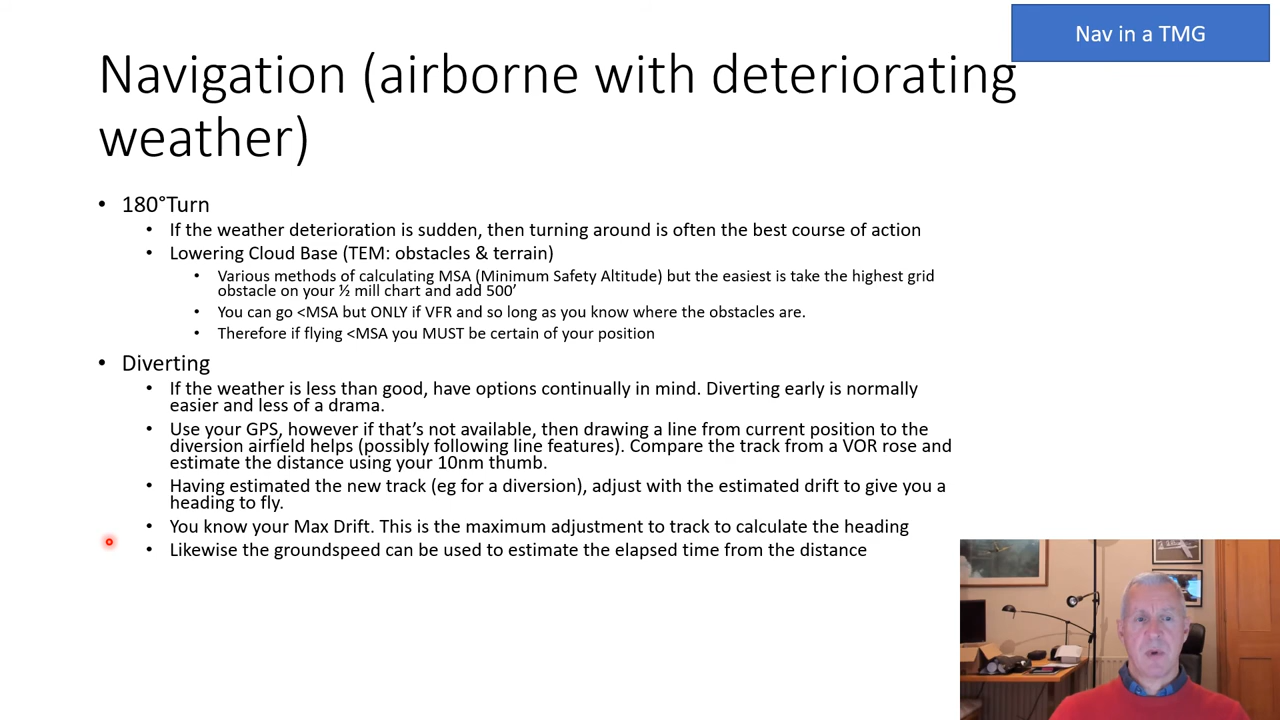 Nav in a TMG
Navigation (airborne with deteriorating
weather)
• 180°Turn
• If the weather deterioration is sudden, then turning around is often the best course of action
• Lowering Cloud Base (TEM: obstacles & terrain)
• Various methods of calculating MSA (Minimum Safety Altitude) but the easiest is take the highest grid
obstacle on your ½ mill chart and add 500’
• You can go <MSA but ONLY if VFR and so long as you know where the obstacles are.
• Therefore if flying <MSA you MUST be certain of your position
• Diverting
• If the weather is less than good, have options continually in mind. Diverting early is normally
easier and less of a drama.
• Use your GPS, however if that’s not available, then drawing a line from current position to the
diversion airfield helps (possibly following line features). Compare the track from a VOR rose and
estimate the distance using your 10nm thumb.
• Having estimated the new track (eg for a diversion), adjust with the estimated drift to give you a
heading to fly.
• You know your Max Drift. This is the maximum adjustment to track to calculate the heading
• Likewise the groundspeed can be used to estimate the elapsed time from the distance